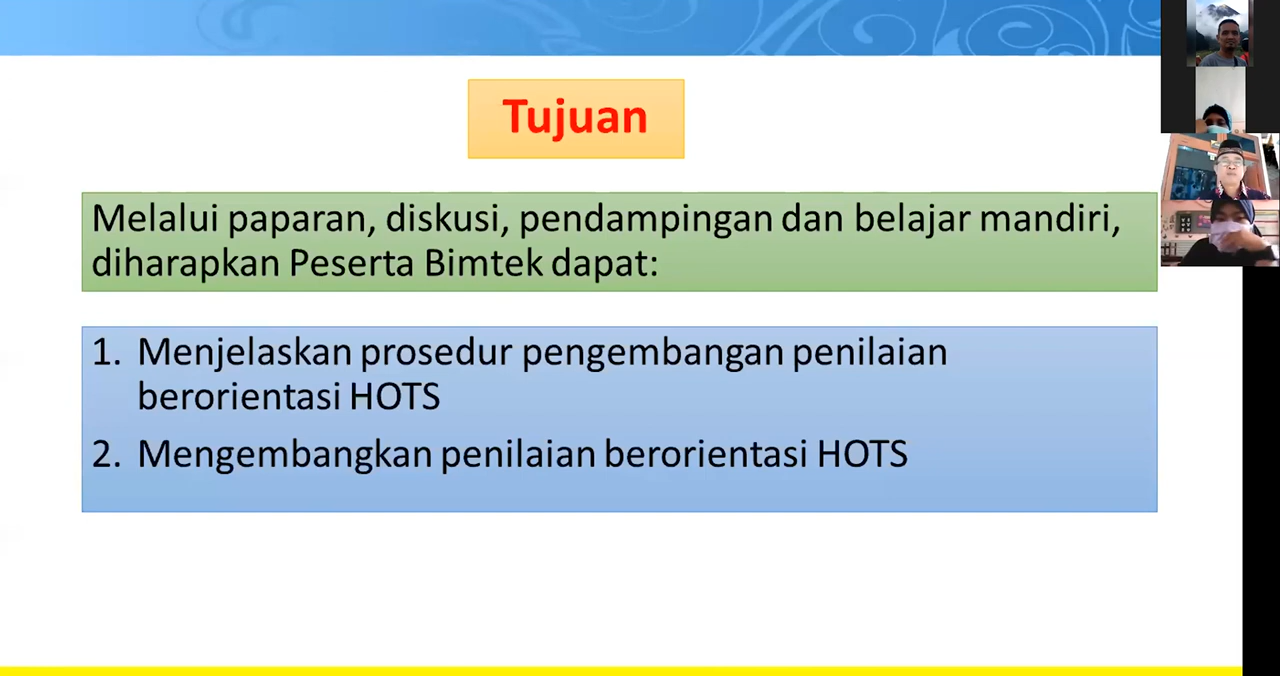 Tujuan
Melalui paparan, diskusi, pendampingan dan belajar mandiri,
diharapkan Peserta Bimtek dapat:
1. Menjelaskan prosedur pengembangan penilaian
berorientasi HOTS
2. Mengembangkan penilaian berorientasi HOTS